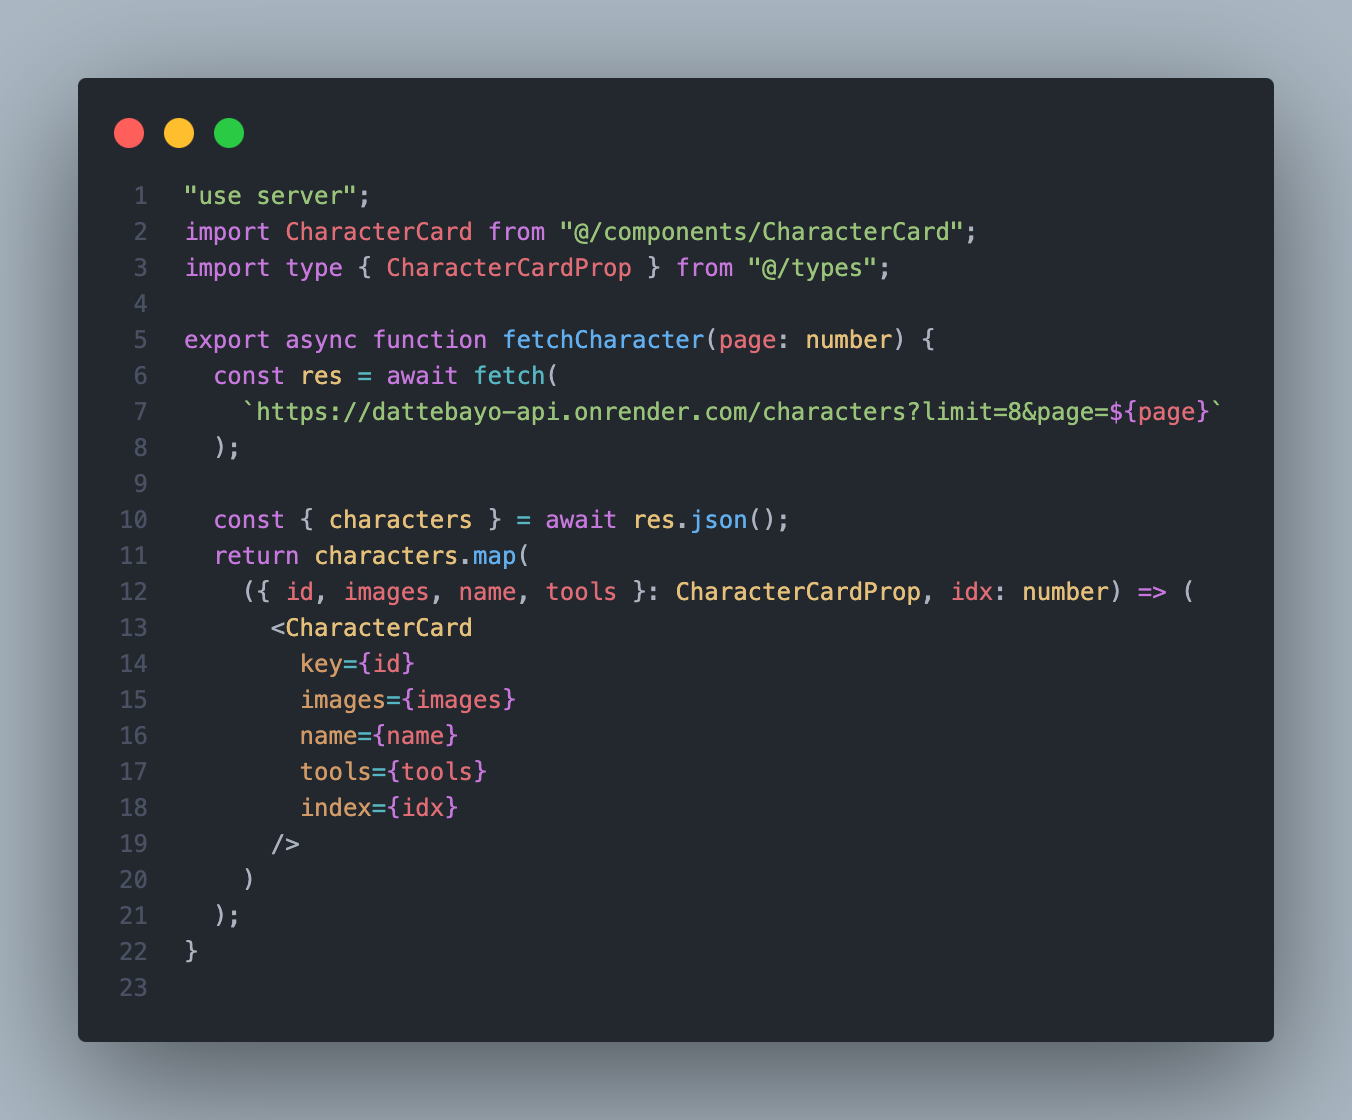 1 "use server";
2 import CharacterCard from "@/components/CharacterCard";
3 import type { CharacterCardProp } from "@/types";
4
5 export async function fetchCharacter(page: number) {
6   const res = await fetch(
7     `https://dattebayo-api.onrender.com/characters?limit=8&page=${page}`
8   );
9
10   const { characters } = await res.json();
11   return characters.map(
12     ({ id, images, name, tools }: CharacterCardProp, idx: number) => (
13       <CharacterCard
14         key={id}
15         images={images}
16         name={name}
17         tools={tools}
18         index={idx}
19       />
20     )
21   );
22 }
23